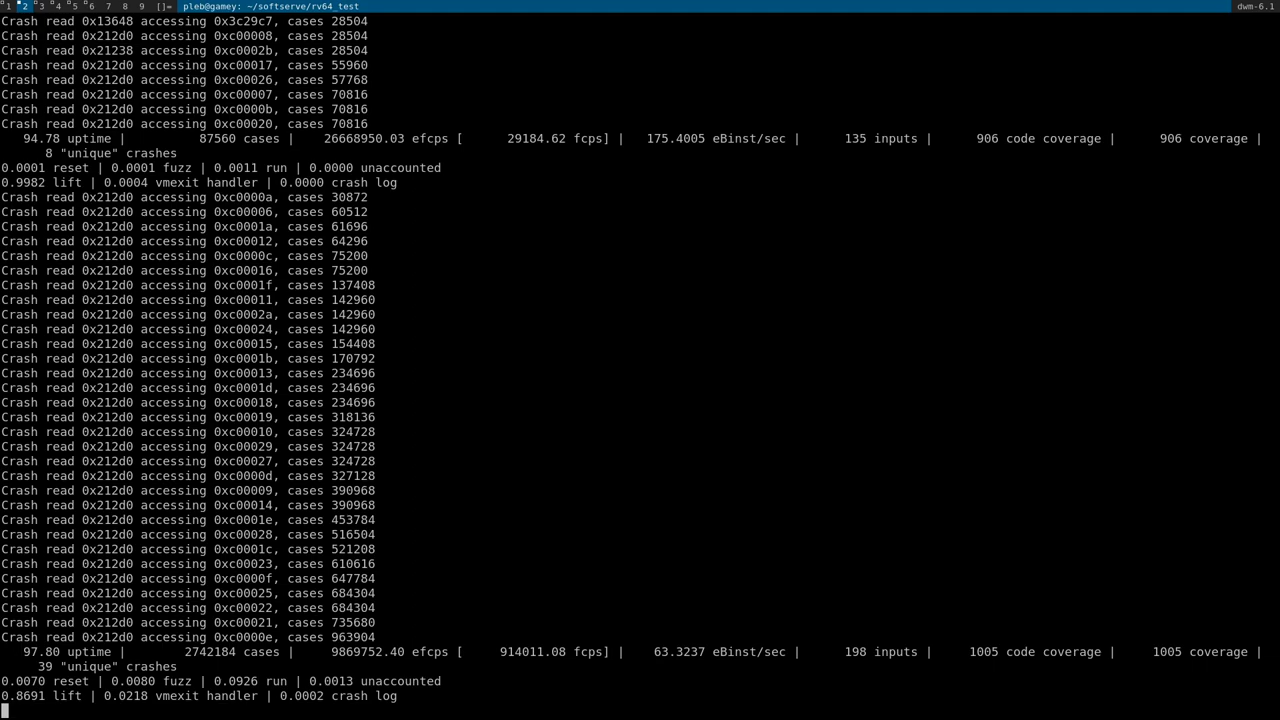 1 2 3 4 5 6 7 8 9 []= pleb@gamey: ~/softserve/rv64_test dwm-6.1
Crash read 0x13648 accessing 0x3c29c7, cases 28504
Crash read 0x212d0 accessing 0xc00008, cases 28504
Crash read 0x21238 accessing 0xc0002b, cases 28504
Crash read 0x212d0 accessing 0xc00017, cases 55960
Crash read 0x212d0 accessing 0xc00026, cases 57768
Crash read 0x212d0 accessing 0xc00007, cases 70816
Crash read 0x212d0 accessing 0xc0000b, cases 70816
Crash read 0x212d0 accessing 0xc00020, cases 70816
94.78 uptime | 87560 cases | 26668950.03 efcps [ 29184.62 fcps] | 175.4005 eBinst/sec | 135 inputs | 906 code coverage | 906 coverage |
8 "unique" crashes
0.0001 reset | 0.0001 fuzz | 0.0011 run | 0.0000 unaccounted
0.9982 lift | 0.0004 vmexit handler | 0.0000 crash log
Crash read 0x212d0 accessing 0xc0000a, cases 30872
Crash read 0x212d0 accessing 0xc00006, cases 60512
Crash read 0x212d0 accessing 0xc0001a, cases 61696
Crash read 0x212d0 accessing 0xc00012, cases 64296
Crash read 0x212d0 accessing 0xc0000c, cases 75200
Crash read 0x212d0 accessing 0xc00016, cases 75200
Crash read 0x212d0 accessing 0xc0001f, cases 137408
Crash read 0x212d0 accessing 0xc00011, cases 142960
Crash read 0x212d0 accessing 0xc0002a, cases 142960
Crash read 0x212d0 accessing 0xc00024, cases 142960
Crash read 0x212d0 accessing 0xc00015, cases 154408
Crash read 0x212d0 accessing 0xc0001b, cases 170792
Crash read 0x212d0 accessing 0xc00013, cases 234696
Crash read 0x212d0 accessing 0xc0001d, cases 234696
Crash read 0x212d0 accessing 0xc00018, cases 234696
Crash read 0x212d0 accessing 0xc00019, cases 318136
Crash read 0x212d0 accessing 0xc00010, cases 324728
Crash read 0x212d0 accessing 0xc00029, cases 324728
Crash read 0x212d0 accessing 0xc00027, cases 324728
Crash read 0x212d0 accessing 0xc0000d, cases 327128
Crash read 0x212d0 accessing 0xc00009, cases 390968
Crash read 0x212d0 accessing 0xc00014, cases 390968
Crash read 0x212d0 accessing 0xc0001e, cases 453784
Crash read 0x212d0 accessing 0xc00028, cases 516504
Crash read 0x212d0 accessing 0xc0001c, cases 521208
Crash read 0x212d0 accessing 0xc00023, cases 610616
Crash read 0x212d0 accessing 0xc0000f, cases 647784
Crash read 0x212d0 accessing 0xc00025, cases 684304
Crash read 0x212d0 accessing 0xc00022, cases 684304
Crash read 0x212d0 accessing 0xc00021, cases 735680
Crash read 0x212d0 accessing 0xc0000e, cases 963904
97.80 uptime | 2742184 cases | 9869752.40 efcps [ 914011.08 fcps] | 63.3237 eBinst/sec | 198 inputs | 1005 code coverage | 1005 coverage |
39 "unique" crashes
0.0070 reset | 0.0080 fuzz | 0.0926 run | 0.0013 unaccounted
0.8691 lift | 0.0218 vmexit handler | 0.0002 crash log